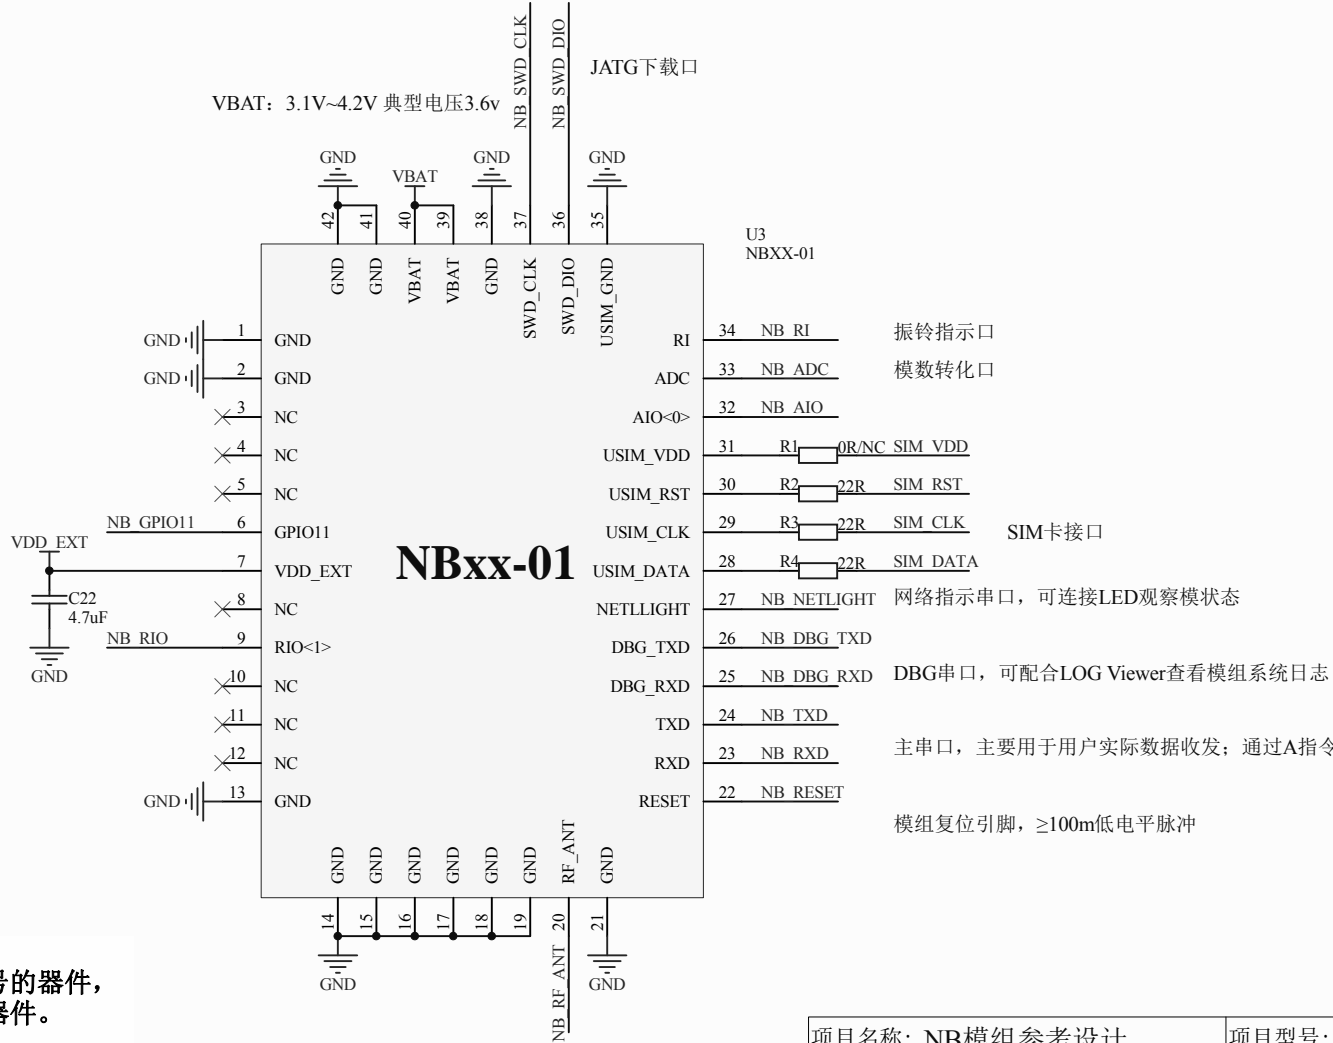 NB_SWD_CLK
NB_SWD_DIO
JATG下载口
VBAT：3.1V~4.2V 典型电压3.6v
GND
VBAT
GND
GND
42
41
40
39
38
37
36
35
U3
NBXX-01
GND
GND
VBAT
VBAT
GND
SWD_CLK
SWD_DIO
USIM_GND
GND 1 GND
RI 34 NB_RI 振铃指示口
GND 2 GND
ADC 33 NB_ADC 模数转化口
3 NC
AIO<0> 32 NB_AIO
4 NC
USIM_VDD 31 R1 0R/NC SIM_VDD
5 NC
USIM_RST 30 R2 22R SIM_RST
NB_GPIO11 6 GPIO11
USIM_CLK 29 R3 22R SIM_CLK SIM卡接口
VDD_EXT
7 VDD_EXT
NBxx-01
USIM_DATA 28 R4 22R SIM_DATA
C22
4.7uF
GND
8 NC
NETLLIGHT 27 NB_NETLIGHT 网络指示串口，可连接LED观察模状态
NB_RIO 9 RIO<1>
DBG_TXD 26 NB_DBG_TXD
10 NC
DBG_RXD 25 NB_DBG_RXD DBG串口，可配合LOG Viewer查看模组系统日志
11 NC
TXD 24 NB_TXD
主串口，主要用于用户实际数据收发；通过A指令
12 NC
RXD 23 NB_RXD
GND 13 GND
RESET 22 NB_RESET
模组复位引脚，≥100m低电平脉冲
GND
GND
GND
GND
GND
GND
RF_ANT
GND
14
15
16
17
18
19
20
21
GND
NB_RF_ANT
GND
号的器件，
器件。
项目名称：NB模组参考设计
项目型号：